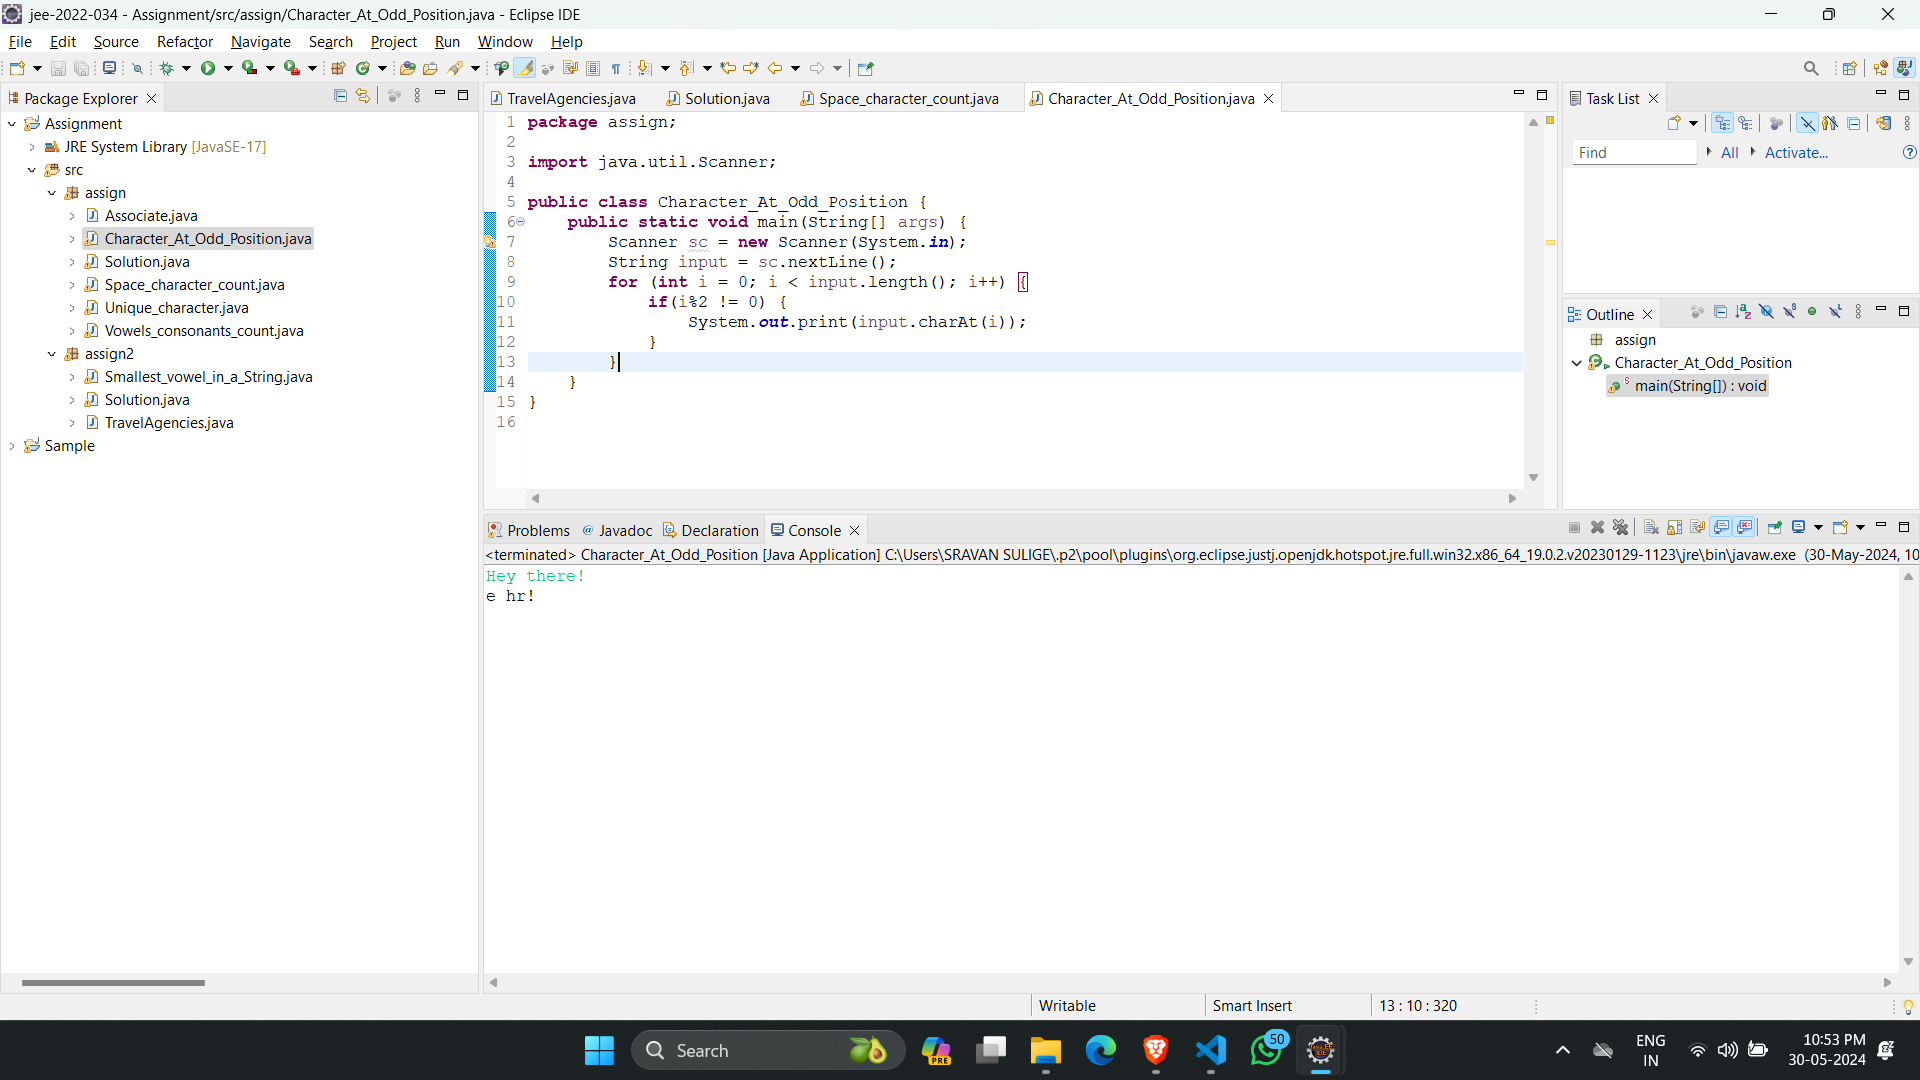 jee-2022-034 - Assignment/src/assign/Character_At_Odd_Position.java - Eclipse IDE
File Edit Source Refactor Navigate Search Project Run Window Help
Package Explorer
Assignment
JRE System Library [JavaSE-17]
src
assign
Associate.java
Character_At_Odd_Position.java
Solution.java
Space_character_count.java
Unique_character.java
Vowels_consonants_count.java
assign2
Smallest_vowel_in_a_String.java
Solution.java
TravelAgencies.java
Sample
TravelAgencies.java Solution.java Space_character_count.java Character_At_Odd_Position.java
1 package assign;
2
3 import java.util.Scanner;
4
5 public class Character_At_Odd_Position {
6 public static void main(String[] args) {
7 Scanner sc = new Scanner(System.in);
8 String input = sc.nextLine();
9 for (int i = 0; i < input.length(); i++) {
10 if(i%2 != 0) {
11 System.out.print(input.charAt(i));
12 }
13 }
14 }
15 }
16
Task List
Find All Activate...
Outline
assign
Character_At_Odd_Position
main(String[]) : void
Problems @ Javadoc Declaration Console
<terminated> Character_At_Odd_Position [Java Application] C:\Users\SRAVAN SULIGE\.p2\pool\plugins\org.eclipse.justj.openjdk.hotspot.jre.full.win32.x86_64_19.0.2.v20230129-1123\jre\bin\javaw.exe (30-May-2024, 10
Hey there!
e hr!
Writable Smart Insert 13 : 10 : 320
Search
PRE
50
ENG
IN
10:53 PM
30-05-2024